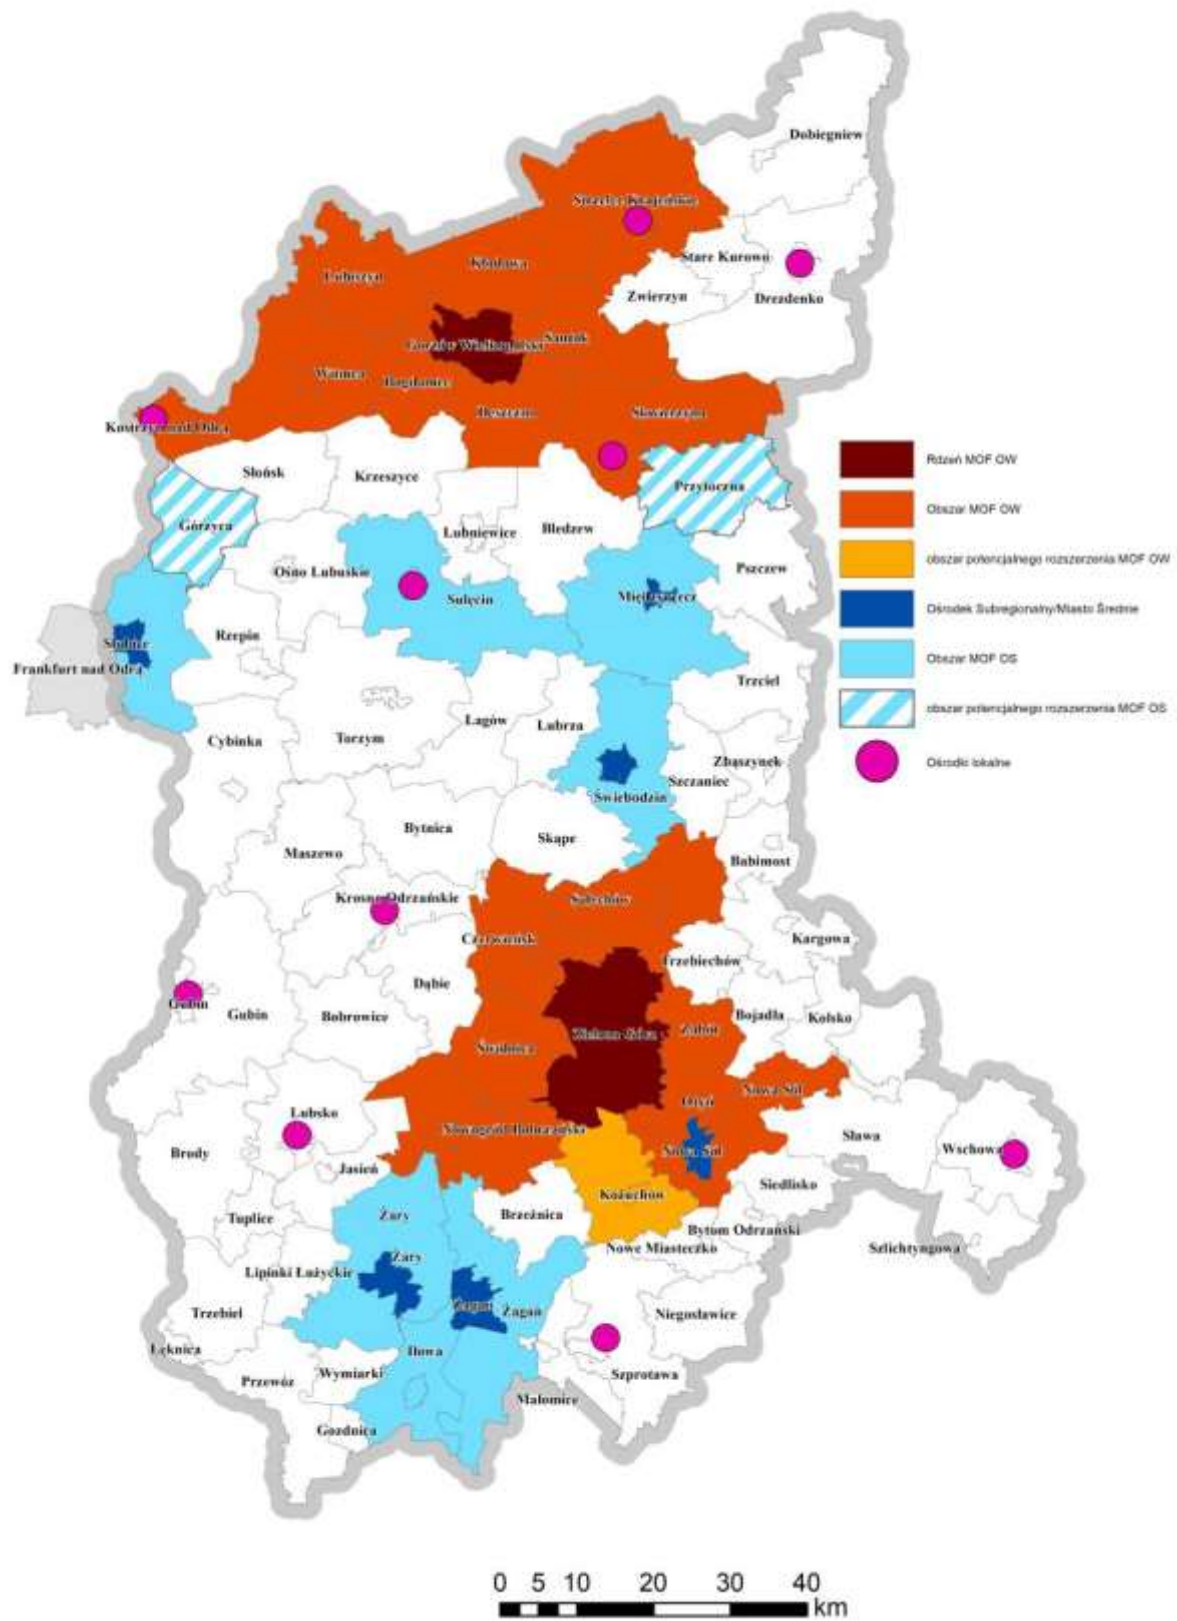 Dobiegniew
Strzelce Krajeńskie
Stare Kurowo
Kłodawa
Lubiszyn
Zwierzyn
Drezdenko
Santok
Gorzów Wielkopolski
Witnica
Bogdaniec
Deszczno
Skwierzyna
Kostrzyn nad Odrą
Rdzeń MOF OW
Słońsk
Krzeszyce
Przytoczna
Obszar MOF OW
Górzyca
Lubniewice
Bledzew
obszar potencjalnego rozszerzenia MOF OW
Ośno Lubuskie
Pszczew
Sulęcin
Międzyrzecz
Ośrodek Subregionalny/Miasto Średnie
Rzepin
Słubice
Obszar MOF OS
Frankfurt nad Odrą
Trzciel
obszar potencjalnego rozszerzenia MOF OS
Łagów
Lubrza
Cybinka
Torzym
Zbąszynek
Ośrodki lokalne
Szczaniec
Świebodzin
Bytnica
Skąpe
Maszewo
Babimost
Krosno Odrzańskie
Sulechów
Czerwieńsk
Kargowa
Trzebiechów
Dąbie
Gubin
Gubin
Bobrowice
Bojadła
Kolsko
Zielona Góra
Zabór
Świdnica
Nowa Sól
Otyń
Lubsko
Nowogród Bobrzański
Sława
Brody
Nowa Sól
Wschowa
Jasień
Siedlisko
Kożuchów
Żary
Brzeźnica
Tuplice
Bytom Odrzański
Nowe Miasteczko
Szlichtyngowa
Żary
Lipinki Łużyckie
Żagań
Żagań
Trzebiel
Niegosławice
Łęknica
Iłowa
Wymiarki
Przewóz
Szprotawa
Małomice
Gozdnica
0 5 10 20 30 40
km